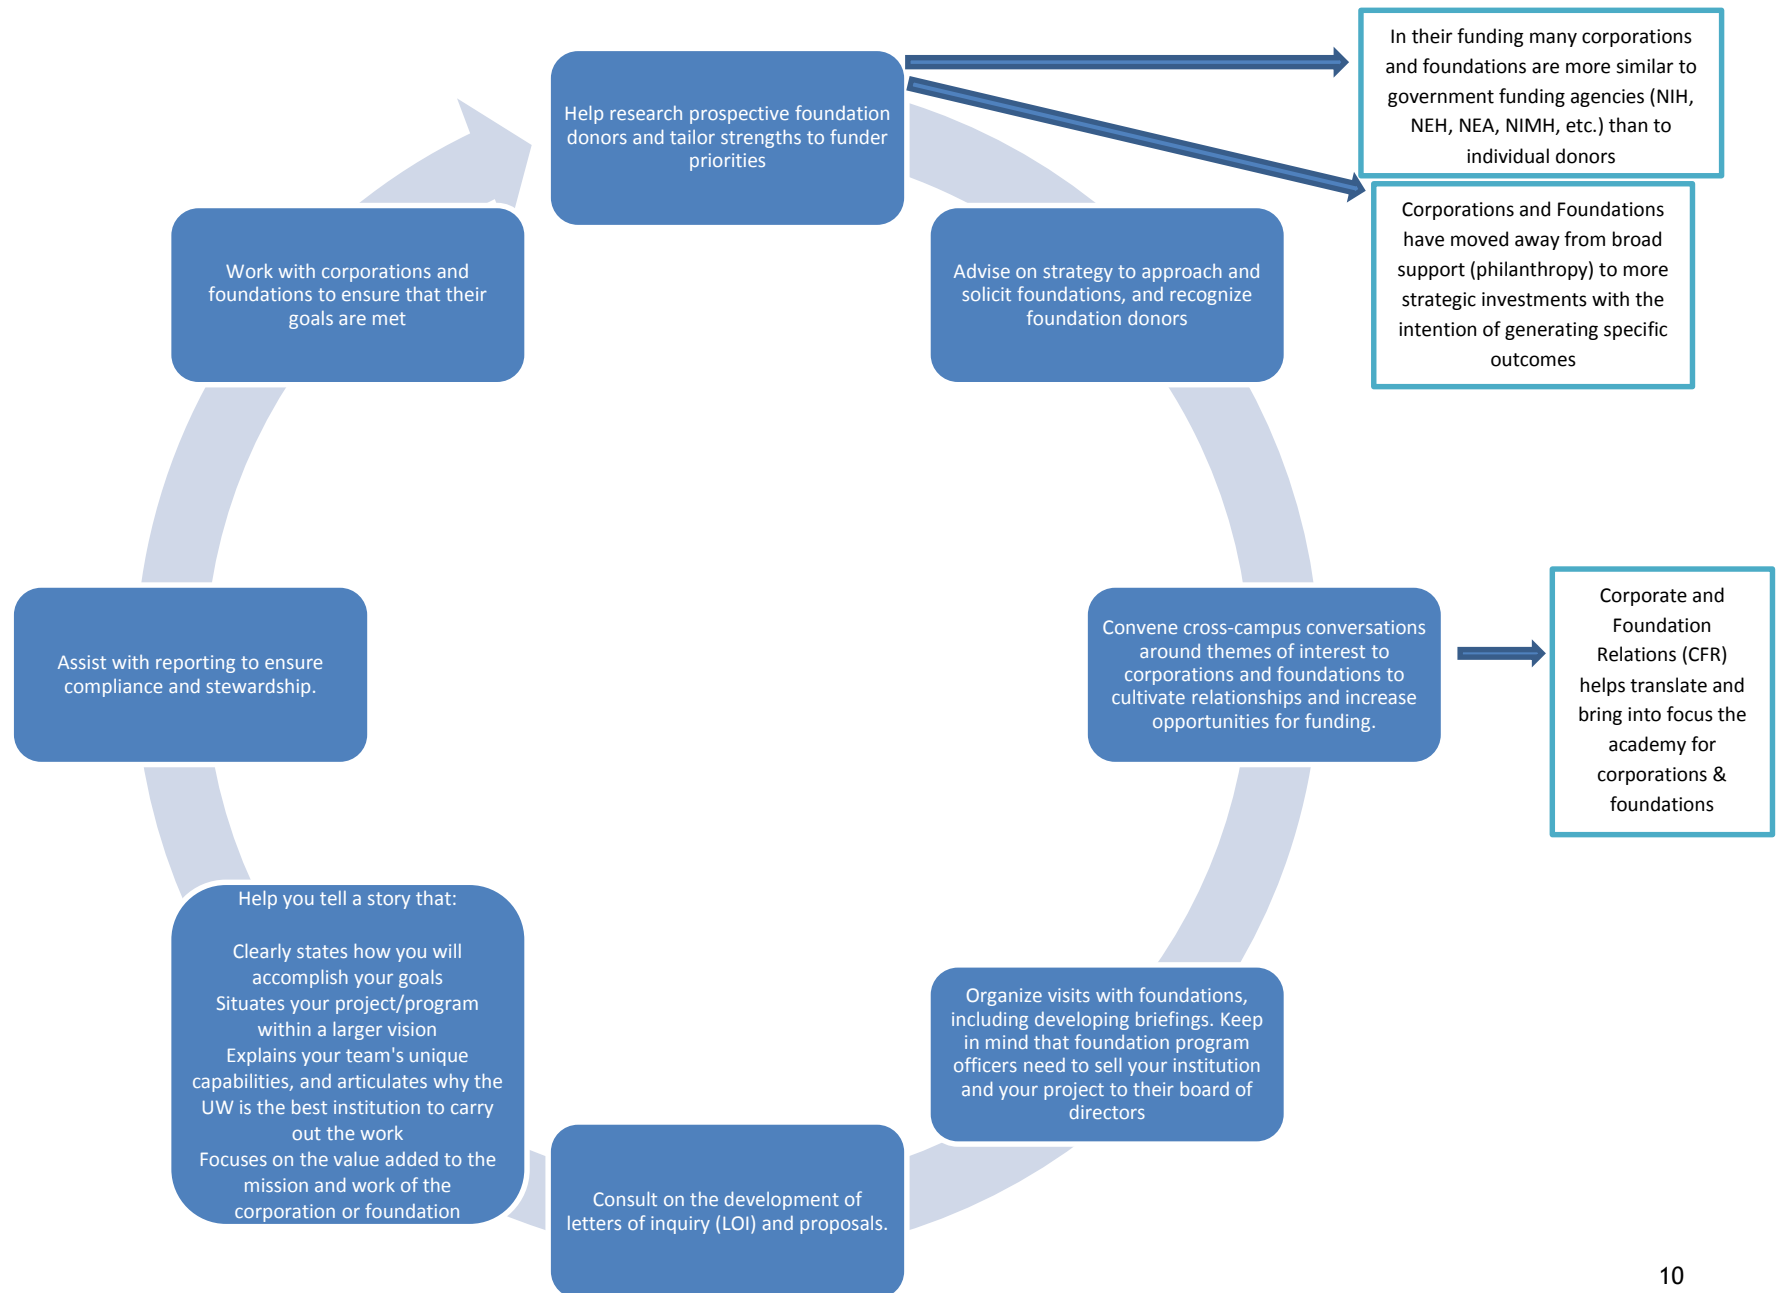 Help research prospective foundation
donors and tailor strengths to funder
priorities
In their funding many corporations
and foundations are more similar to
government funding agencies (NIH,
NEH, NEA, NIMH, etc.) than to
individual donors
Corporations and Foundations
have moved away from broad
support (philanthropy) to more
strategic investments with the
intention of generating specific
outcomes
Advise on strategy to approach and
solicit foundations, and recognize
foundation donors
Convene cross-campus conversations
around themes of interest to
corporations and foundations to
cultivate relationships and increase
opportunities for funding.
Corporate and
Foundation
Relations (CFR)
helps translate and
bring into focus the
academy for
corporations &
foundations
Organize visits with foundations,
including developing briefings. Keep
in mind that foundation program
officers need to sell your institution
and your project to their board of
directors
Consult on the development of
letters of inquiry (LOI) and proposals.
Help you tell a story that:
Clearly states how you will
accomplish your goals
Situates your project/program
within a larger vision
Explains your team's unique
capabilities, and articulates why the
UW is the best institution to carry
out the work
Focuses on the value added to the
mission and work of the
corporation or foundation
Assist with reporting to ensure
compliance and stewardship.
Work with corporations and
foundations to ensure that their
goals are met
10